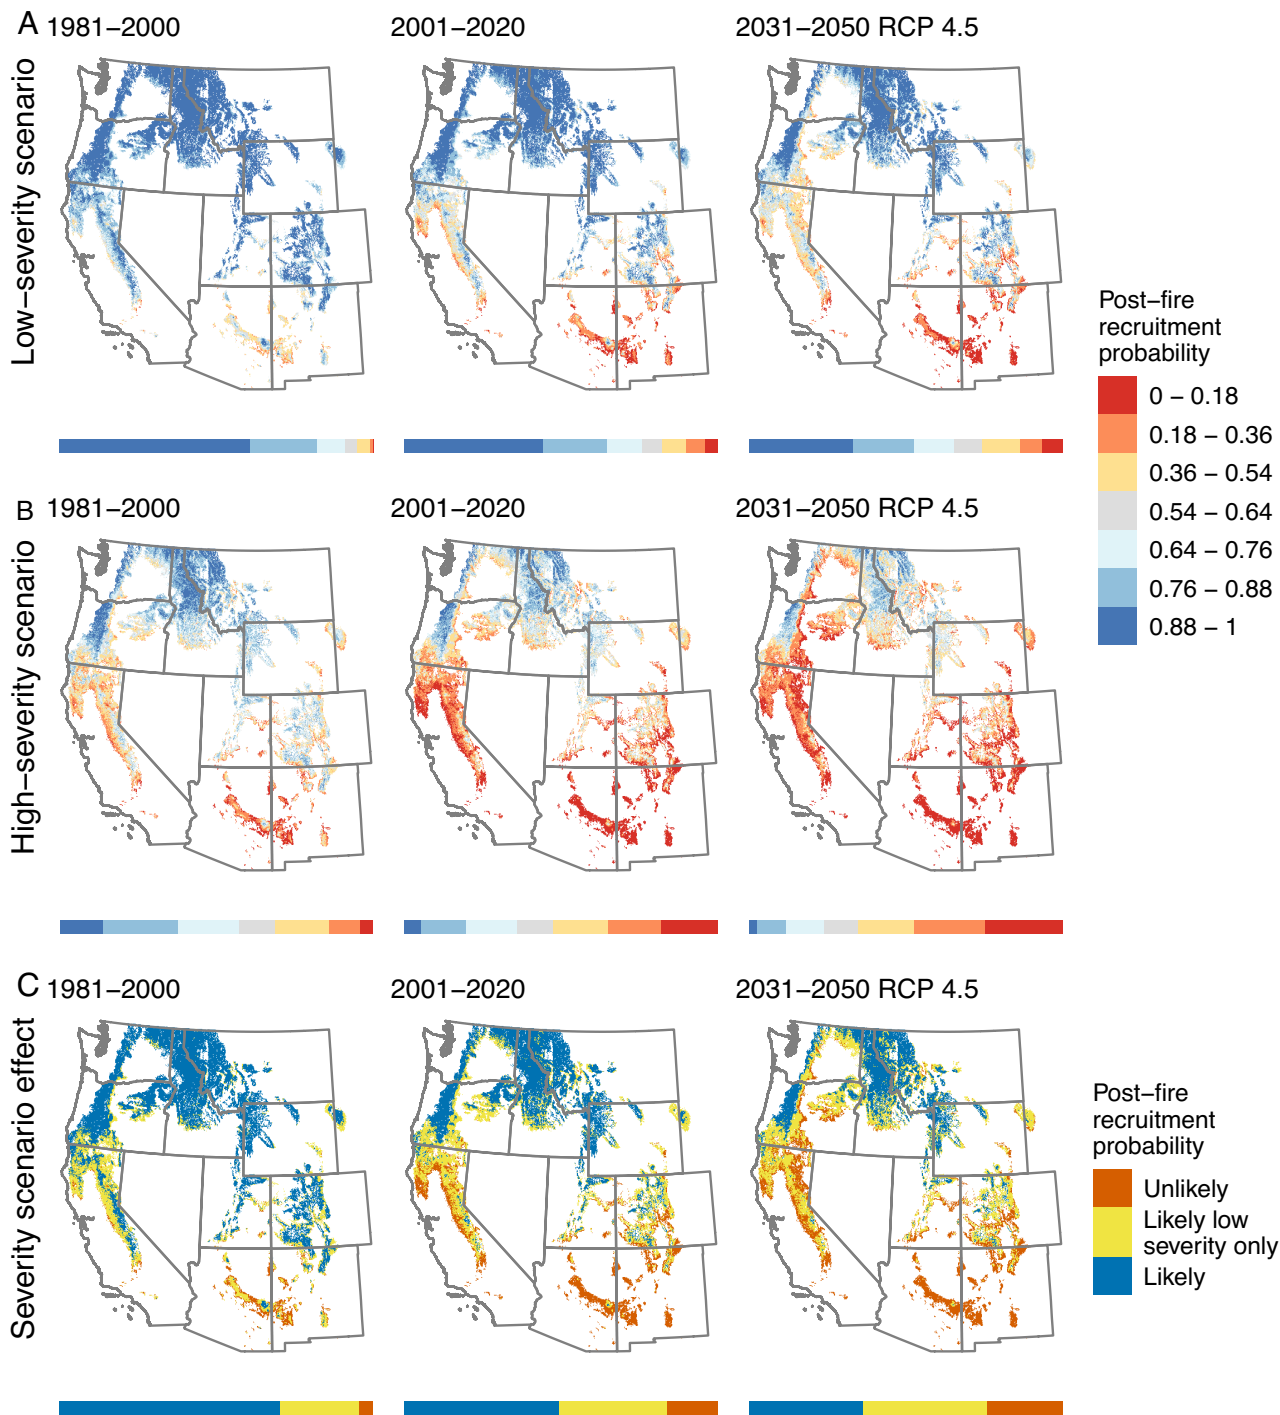 A
1981–2000
2001–2020
2031–2050 RCP 4.5
Low–severity scenario
Post–fire
recruitment
probability
0 – 0.18
0.18 – 0.36
0.36 – 0.54
0.54 – 0.64
0.64 – 0.76
0.76 – 0.88
0.88 – 1
B
1981–2000
2001–2020
2031–2050 RCP 4.5
High–severity scenario
C
1981–2000
2001–2020
2031–2050 RCP 4.5
Severity scenario effect
Post–fire
recruitment
probability
Unlikely
Likely low
severity only
Likely